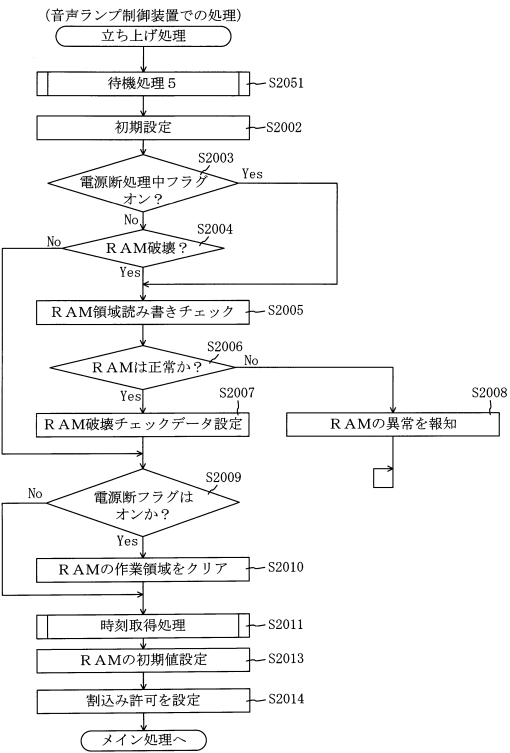 (音声ランプ制御装置での処理)
立ち上げ処理
待機処理５
S2051
初期設定
S2002
S2003
電源断処理中フラグ
オン？
Yes
No
S2004
ＲＡＭ破壊？
No
Yes
ＲＡＭ領域読み書きチェック
S2005
S2006
ＲＡＭは正常か？
No
Yes
S2007
S2008
ＲＡＭ破壊チェックデータ設定
ＲＡＭの異常を報知
S2009
電源断フラグは
オンか？
No
Yes
ＲＡＭの作業領域をクリア
S2010
時刻取得処理
S2011
ＲＡＭの初期値設定
S2013
割込み許可を設定
S2014
メイン処理へ